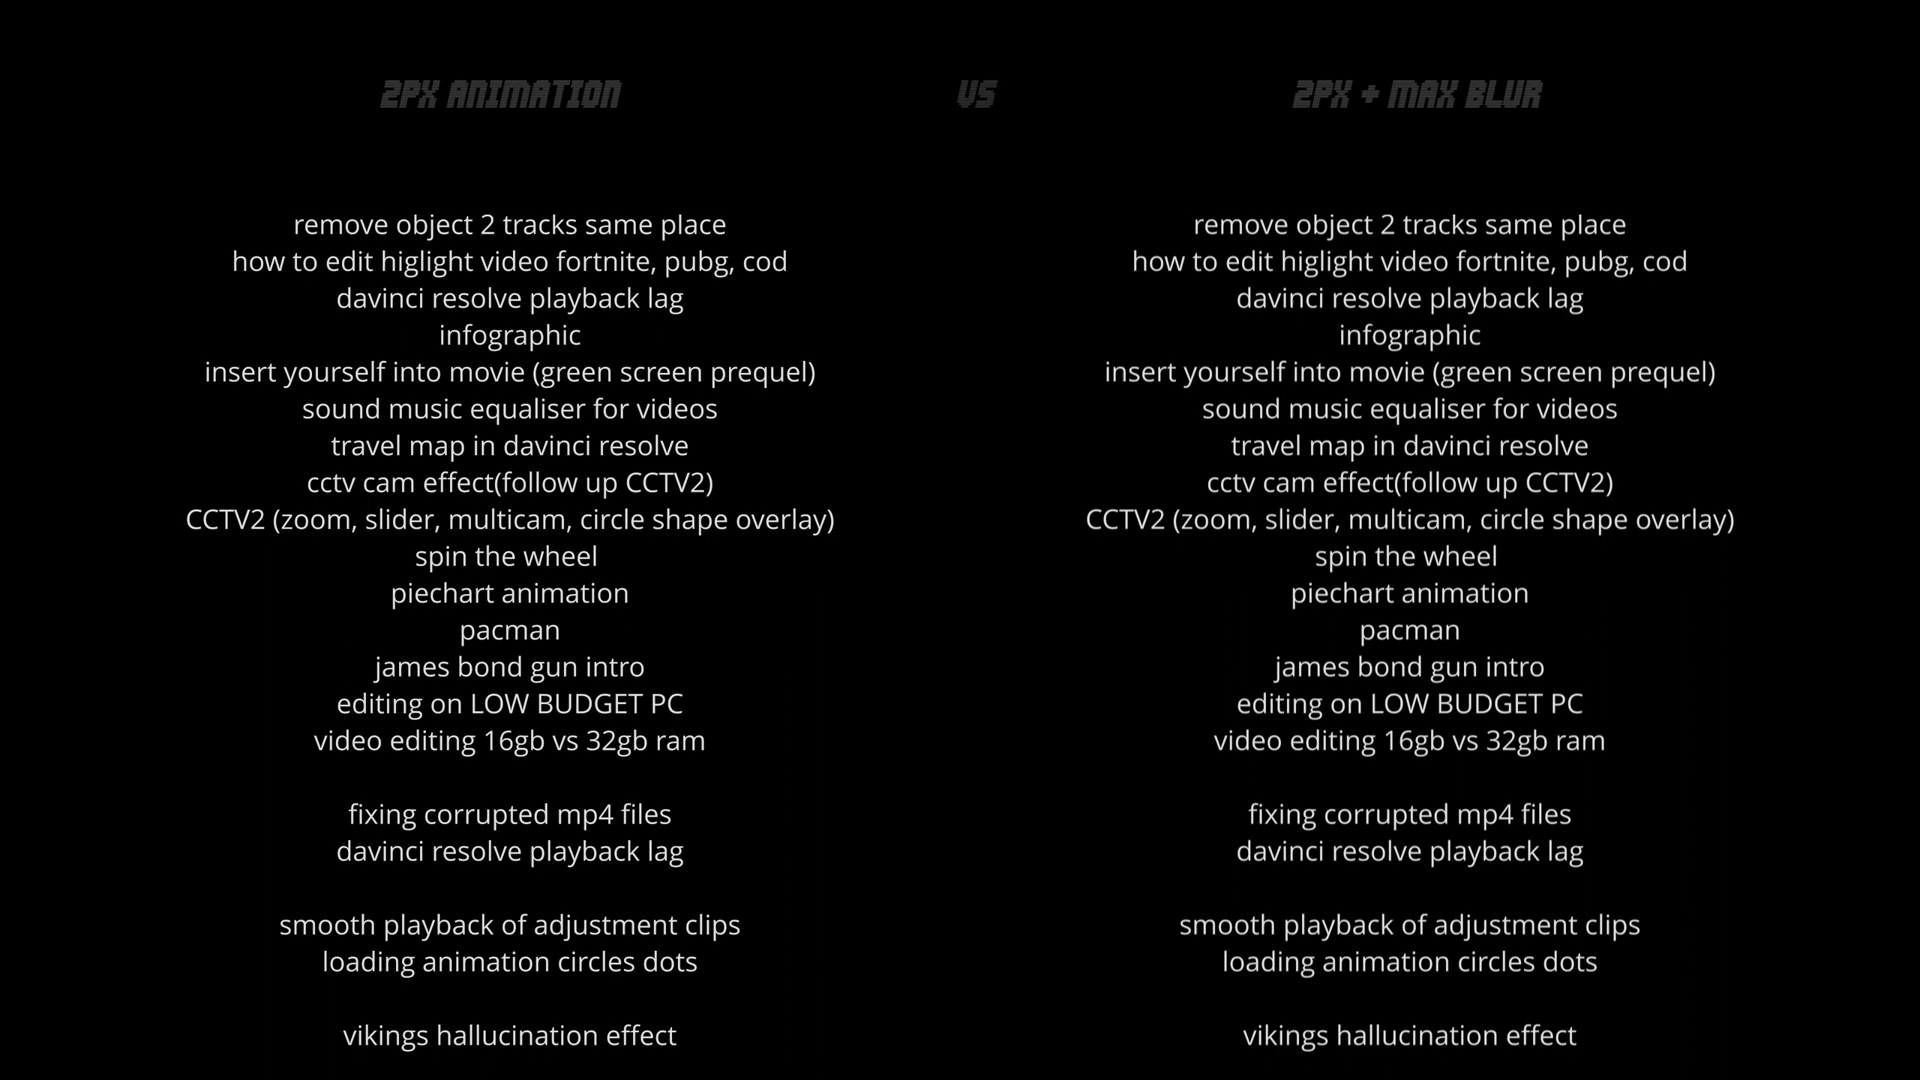 2PX ANIMATION VS 2PX + MAX BLUR
remove object 2 tracks same place
how to edit higlight video fortnite, pubg, cod
davinci resolve playback lag
infographic
insert yourself into movie (green screen prequel)
sound music equaliser for videos
travel map in davinci resolve
cctv cam effect(follow up CCTV2)
CCTV2 (zoom, slider, multicam, circle shape overlay)
spin the wheel
piechart animation
pacman
james bond gun intro
editing on LOW BUDGET PC
video editing 16gb vs 32gb ram
fixing corrupted mp4 files
davinci resolve playback lag
smooth playback of adjustment clips
loading animation circles dots
vikings hallucination effect
remove object 2 tracks same place
how to edit higlight video fortnite, pubg, cod
davinci resolve playback lag
infographic
insert yourself into movie (green screen prequel)
sound music equaliser for videos
travel map in davinci resolve
cctv cam effect(follow up CCTV2)
CCTV2 (zoom, slider, multicam, circle shape overlay)
spin the wheel
piechart animation
pacman
james bond gun intro
editing on LOW BUDGET PC
video editing 16gb vs 32gb ram
fixing corrupted mp4 files
davinci resolve playback lag
smooth playback of adjustment clips
loading animation circles dots
vikings hallucination effect